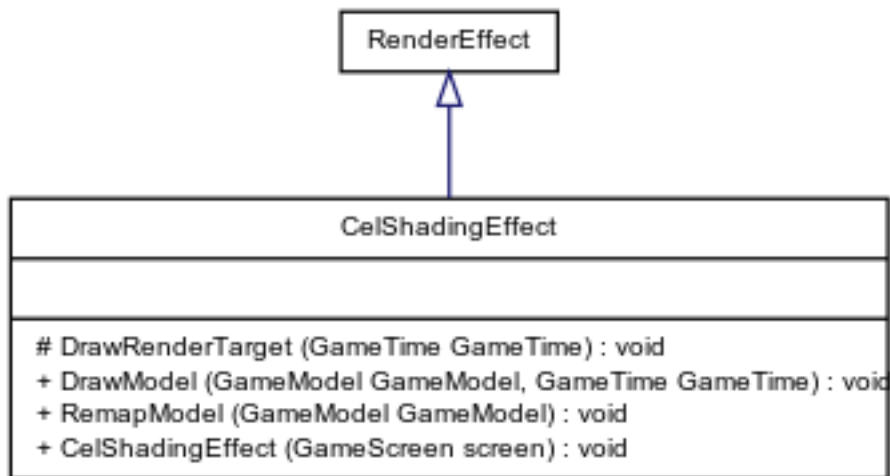 RenderEffect
CelShadingEffect
# DrawRenderTarget (GameTime GameTime) : void
+ DrawModel (GameModel GameModel, GameTime GameTime) : void
+ RemapModel (GameModel GameModel) : void
+ CelShadingEffect (GameScreen screen) : void